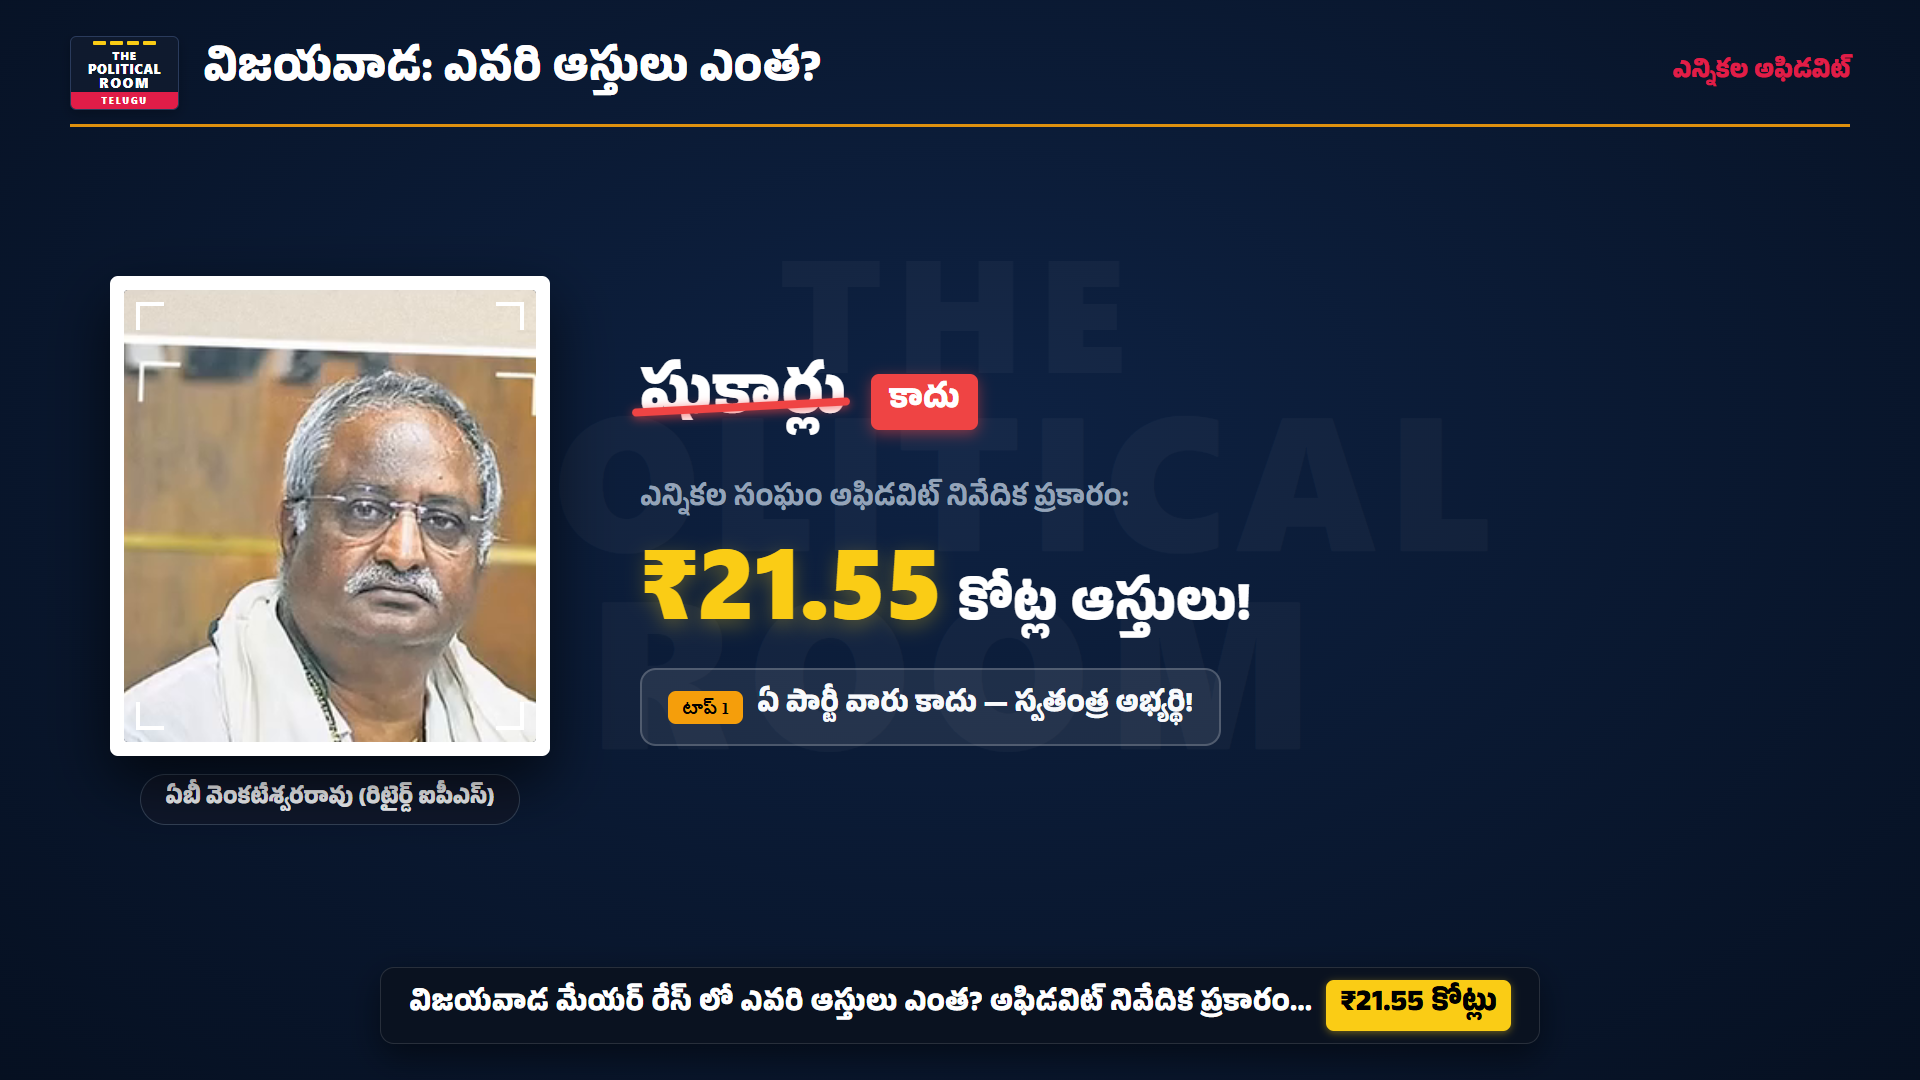 THE
POLITICAL
ROOM
TELUGU
విజయవాడ: ఎవరి ఆస్తులు ఎంత?
ఎన్నికల అఫిడవిట్
షుకార్లు కాదు
ఎన్నికల సంఘం అఫిడవిట్ నివేదిక ప్రకారం:
₹21.55 కోట్ల ఆస్తులు!
టాప్ 1 ఏ పార్టీ వారు కాదు — స్వతంత్ర అభ్యర్థి!
ఏబీ వెంకటేశ్వరరావు (రిటైర్డ్ ఐపీఎస్)
విజయవాడ మేయర్ రేస్ లో ఎవరి ఆస్తులు ఎంత? అఫిడవిట్ నివేదిక ప్రకారం... ₹21.55 కోట్లు
THE
POLITICAL
ROOM